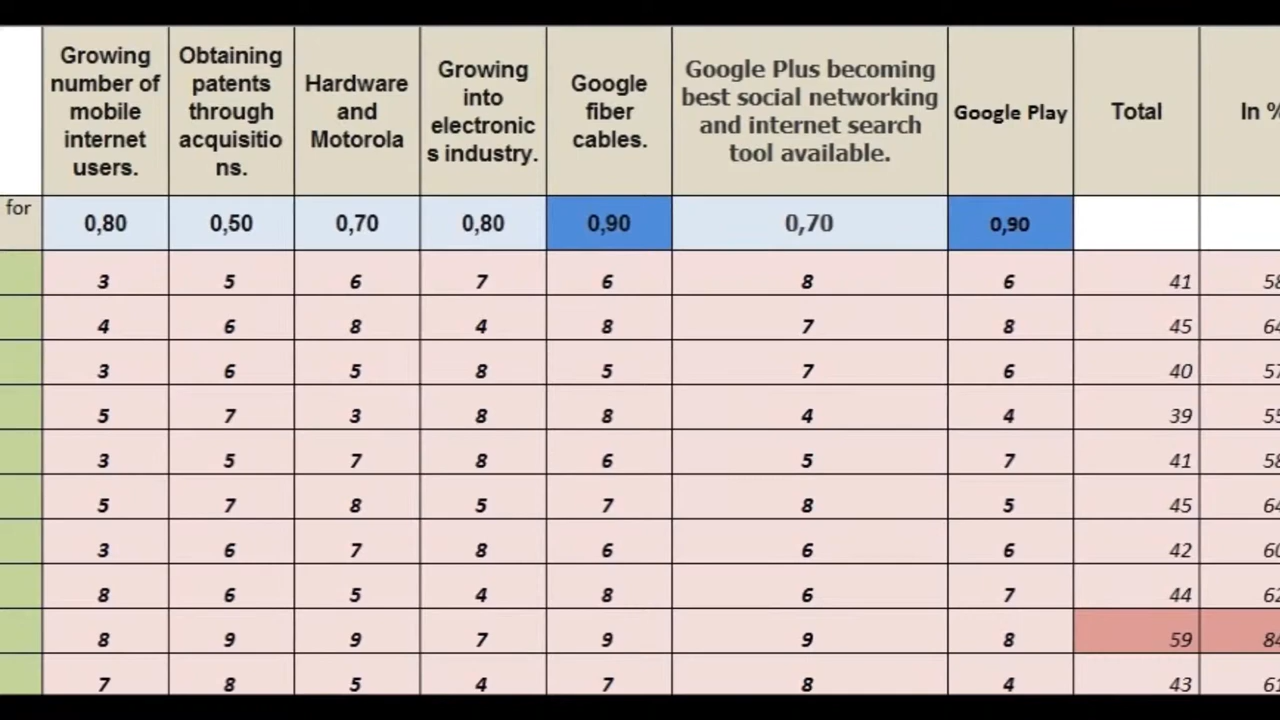 Growing number of mobile internet users.
Obtaining patents through acquisitio ns.
Hardware and Motorola
Growing into electronic s industry.
Google fiber cables.
Google Plus becoming best social networking and internet search tool available.
Google Play
Total
In %
for
0,80 0,50 0,70 0,80 0,90 0,70 0,90
3 5 6 7 6 8 6 41 58
4 6 8 4 8 7 8 45 64
3 6 5 8 5 7 6 40 57
5 7 3 8 8 4 4 39 55
3 5 7 8 6 5 7 41 58
5 7 8 5 7 8 5 45 64
3 6 7 8 6 6 6 42 60
8 6 5 4 8 6 7 44 62
8 9 9 7 9 9 8 59 84
7 8 5 4 7 8 4 43 61